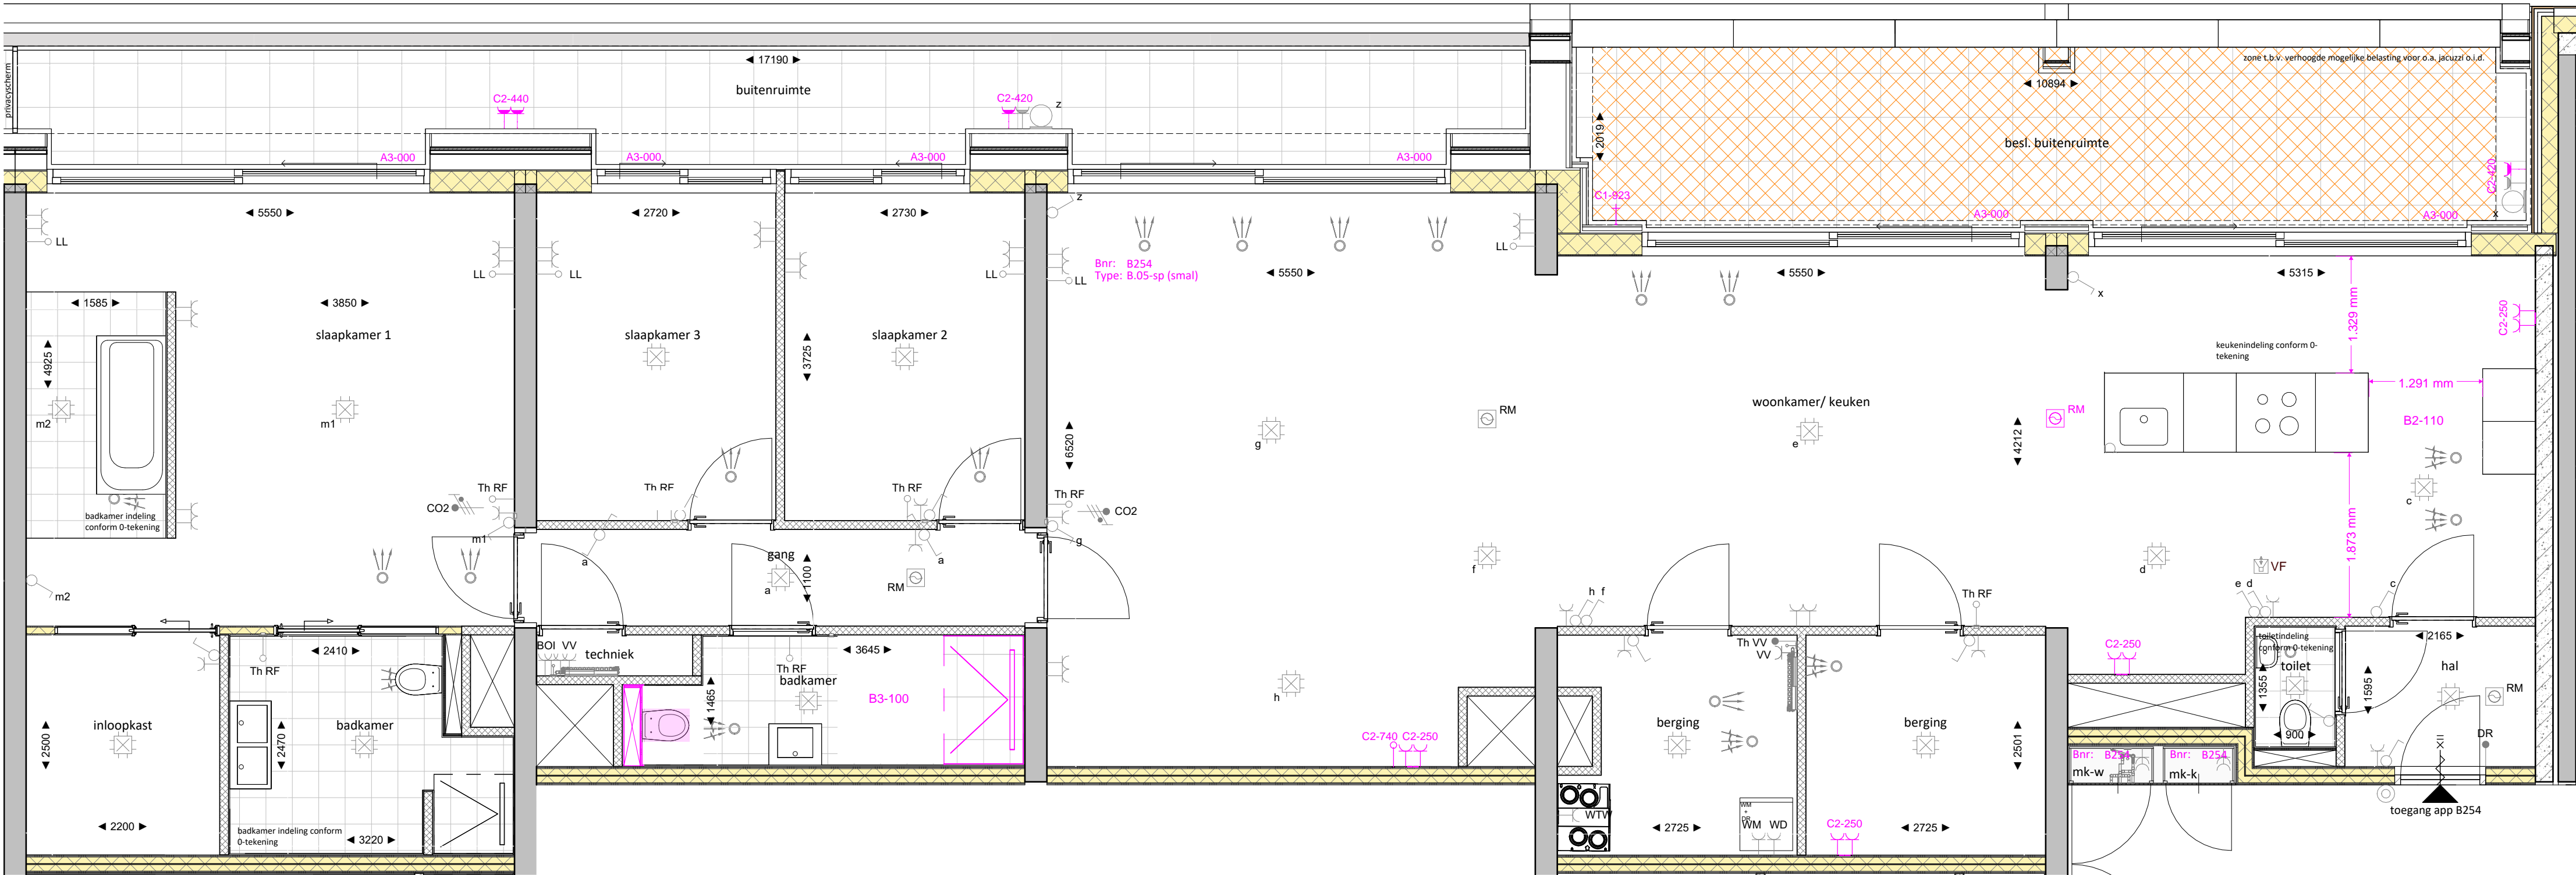 privacyscherm
17190
buitenruimte
C2-440
C2-420
z
A3-000
A3-000
A3-000
A3-000
zone t.b.v. verhoogde mogelijke belasting voor o.a. jacuzzi o.i.d.
10894
2019
besl. buitenruimte
C1-923
A3-000
A3-000
C2-420
x
5550
LL
LL
2720
LL
2730
LL
z
LL
Bnr: B254
Type: B.05-sp (smal)
5550
LL
5550
x
5315
1.329 mm
C2-250
1585
3850
slaapkamer 1
4925
m2
m1
badkamer indeling
conform 0-tekening
slaapkamer 3
3725
slaapkamer 2
keukenindeling conform 0-
tekening
1.291 mm
B2-110
woonkamer/ keuken
RM
RM
g
e
6520
4212
c
Th RF
CO2
m1
Th RF
Th RF
Th RF
CO2
g
1.873 mm
m2
a
gang
a
1100
RM
a
f
d
VF
h f
Th RF
e d
c
BOI VV
techniek
Th RF
badkamer
3645
1465
B3-100
h
Th VV
VV
C2-250
toiletindeling
conform 0-tekening
toilet
1355
900
2165
hal
1595
RM
DR
2410
Th RF
inloopkast
2500
badkamer
2470
2200
badkamer indeling conform
0-tekening
3220
C2-740 C2-250
berging
berging
2501
WTW
2725
WM
+
DR
WM WD
C2-250
2725
Bnr: B254
mk-w
Bnr: B254
mk-k
toegang app B254